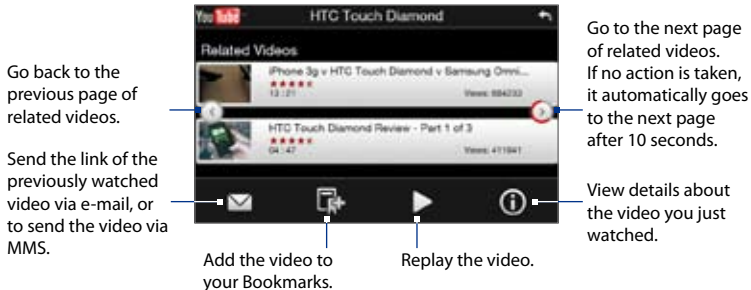 You Tube
HTC Touch Diamond
Related Videos
iPhone 3g v HTC Touch Diamond v Samsung Omni...
13 : 21
Views: 684233
HTC Touch Diamond Review - Part 1 of 3
04 : 47
Views: 411941
Go back to the
previous page of
related videos.
Send the link of the
previously watched
video via e-mail, or
to send the video via
MMS.
Add the video to
your Bookmarks.
Replay the video.
Go to the next page
of related videos.
If no action is taken,
it automatically goes
to the next page
after 10 seconds.
View details about
the video you just
watched.